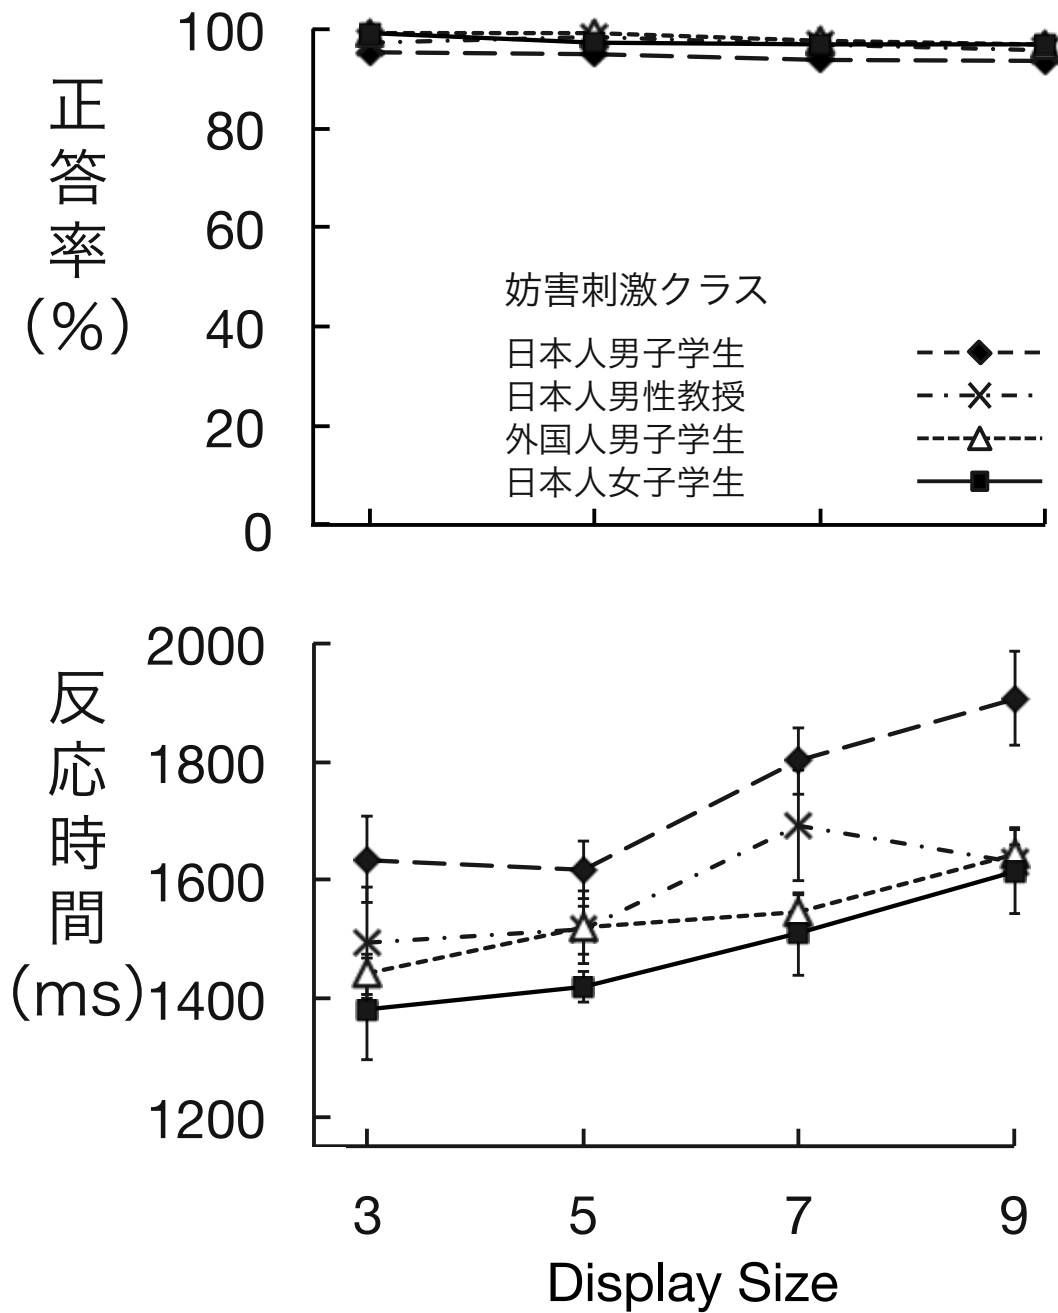 正答率(%)
100
80
60
40
20
0
妨害刺激クラス
日本人男子学生
日本人男性教授
外国人男子学生
日本人女子学生
反応時間(ms)
2000
1800
1600
1400
1200
3 5 7 9
Display Size